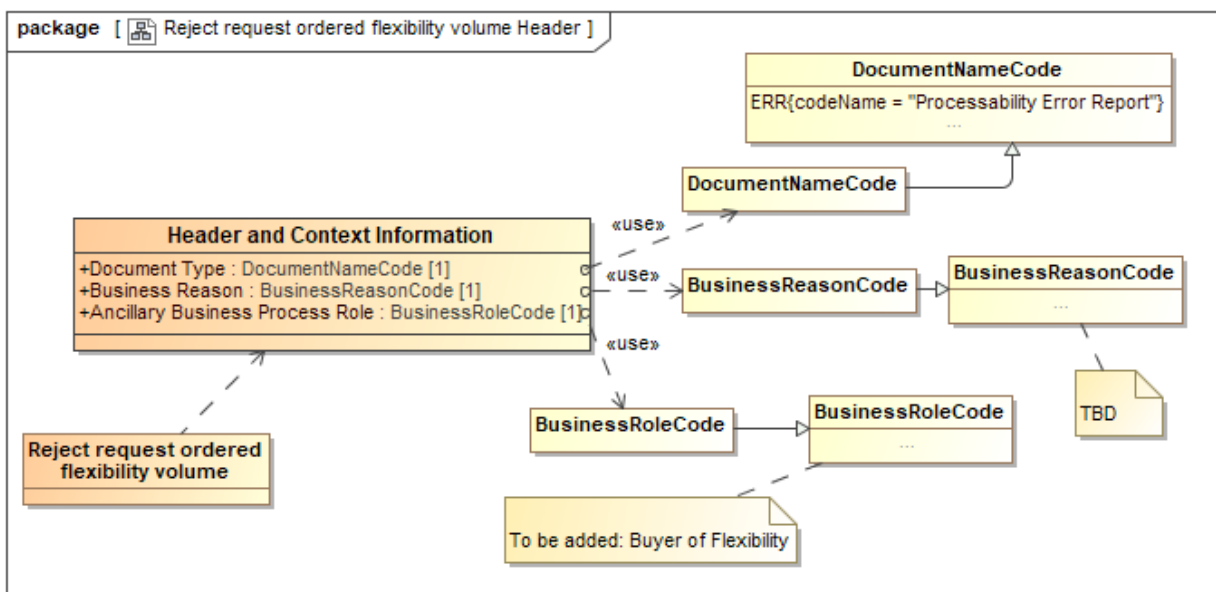 package [ Reject request ordered flexibility volume Header ]
DocumentNameCode
ERR{codeName = "Processability Error Report"}
...
DocumentNameCode
«use»
Header and Context Information
+Document Type : DocumentNameCode [1]
+Business Reason : BusinessReasonCode [1]
+Ancillary Business Process Role : BusinessRoleCode [1]
«use»
BusinessReasonCode
BusinessReasonCode
...
«use»
TBD
BusinessRoleCode
BusinessRoleCode
...
Reject request ordered
flexibility volume
To be added: Buyer of Flexibility